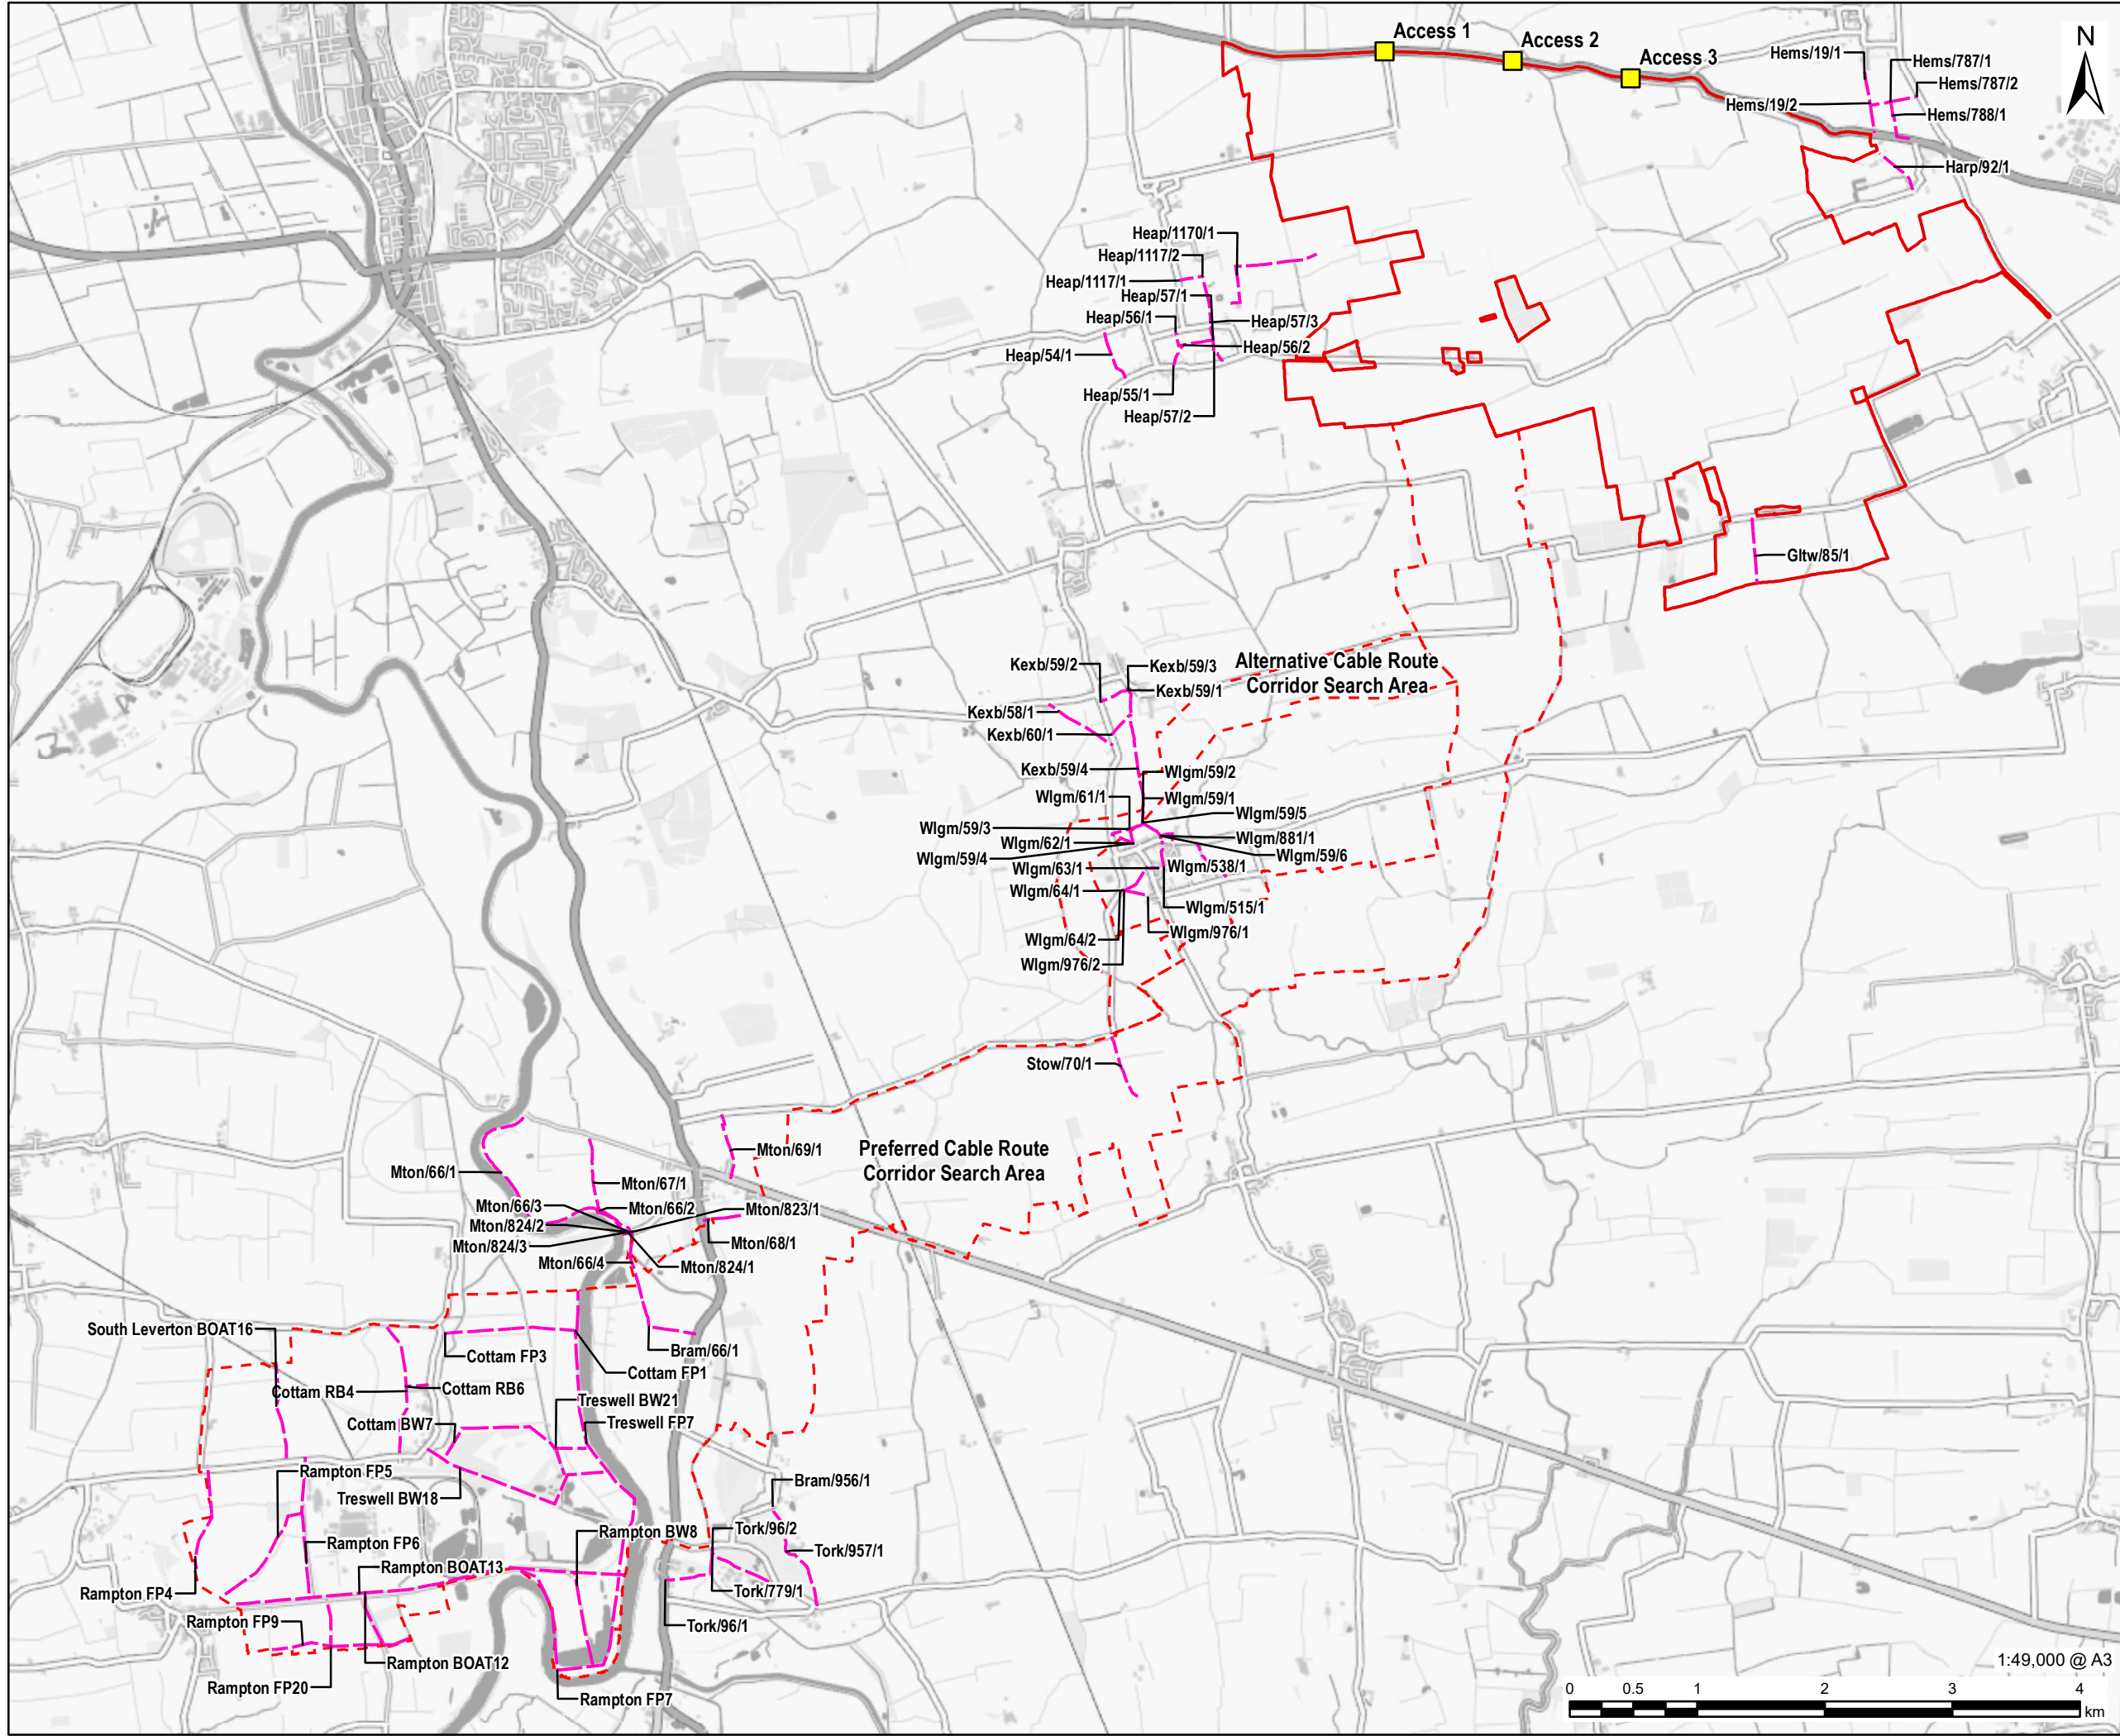 Access 1
Access 2
Access 3
N
Hems/19/1
Hems/787/1
Hems/787/2
Hems/19/2
Hems/788/1
Harp/92/1
Heap/1170/1
Heap/1117/2
Heap/1117/1
Heap/57/1
Heap/56/1
Heap/57/3
Heap/56/2
Heap/54/1
Heap/55/1
Heap/57/2
Gltw/85/1
Kexb/59/2
Kexb/59/3
Kexb/59/1
Alternative Cable Route
Corridor Search Area
Kexb/58/1
Kexb/60/1
Kexb/59/4
Wlgm/59/2
Wlgm/61/1
Wlgm/59/1
Wlgm/59/5
Wlgm/59/3
Wlgm/62/1
Wlgm/881/1
Wlgm/59/4
Wlgm/59/6
Wlgm/63/1
Wlgm/538/1
Wlgm/64/1
Wlgm/515/1
Wlgm/64/2
Wlgm/976/1
Wlgm/976/2
Stow/70/1
Preferred Cable Route
Corridor Search Area
Mton/69/1
Mton/66/1
Mton/67/1
Mton/66/3
Mton/66/2
Mton/823/1
Mton/824/2
Mton/824/3
Mton/68/1
Mton/66/4
Mton/824/1
South Leverton BOAT16
Bram/66/1
Cottam FP3
Cottam FP1
Cottam RB4
Cottam RB6
Treswell BW21
Cottam BW7
Treswell FP7
Rampton FP5
Bram/956/1
Treswell BW18
Rampton BW8
Tork/96/2
Rampton FP6
Tork/957/1
Rampton BOAT13
Rampton FP4
Tork/779/1
Rampton FP9
Tork/96/1
Rampton BOAT12
Rampton FP20
Rampton FP7
1:49,000 @ A3
0 0.5 1 2 3 4
km